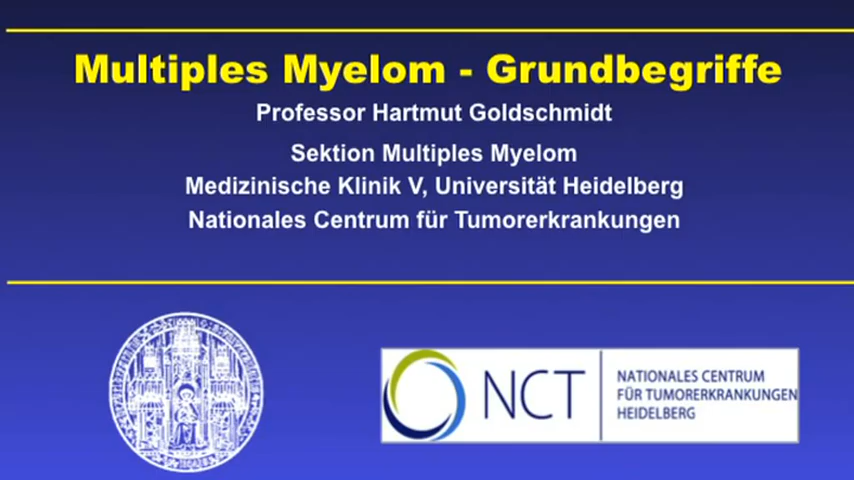 Multiples Myelom - Grundbegriffe
Professor Hartmut Goldschmidt
Sektion Multiples Myelom
Medizinische Klinik V, Universität Heidelberg
Nationales Centrum für Tumorerkrankungen
NCT
NATIONALES CENTRUM
FÜR TUMORERKRANKUNGEN
HEIDELBERG